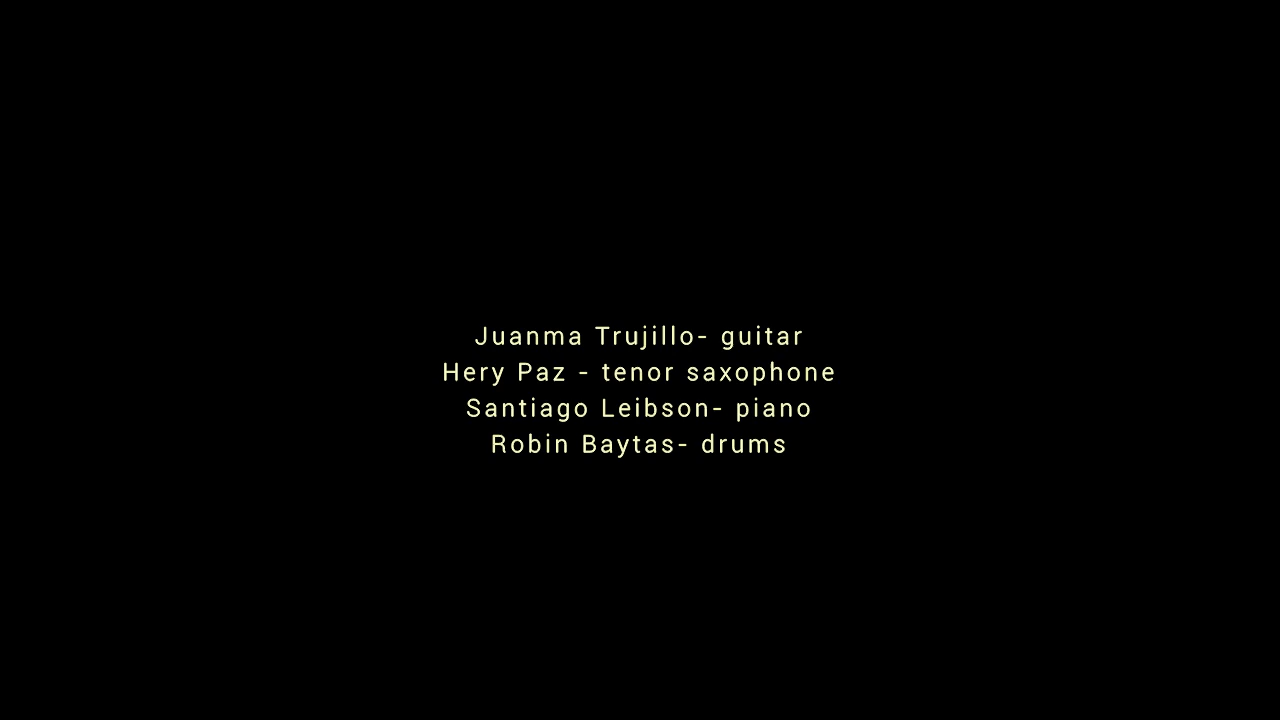 Juanma Trujillo- guitar
Hery Paz - tenor saxophone
Santiago Leibson- piano
Robin Baytas- drums